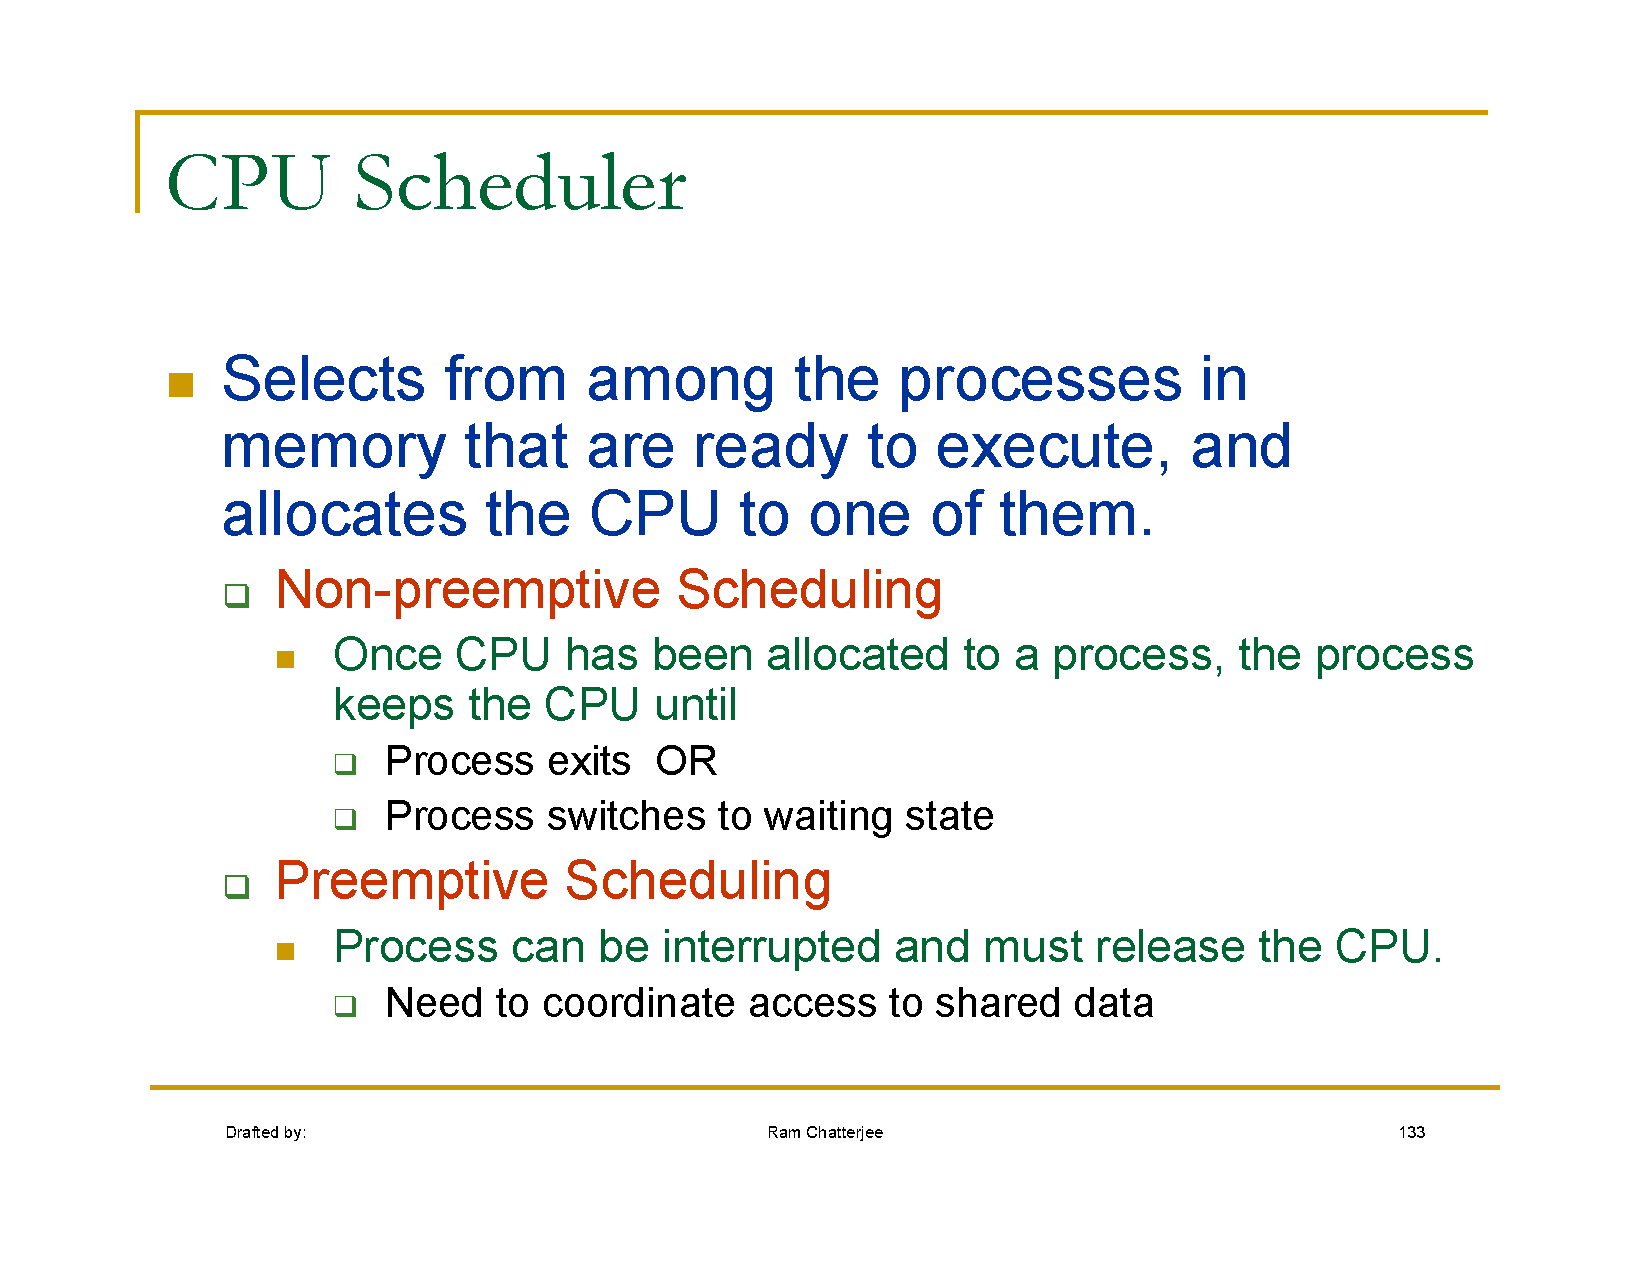 CPU Scheduler
Selects from among the processes in
memory that are ready to execute, and
allocates the CPU to one of them.
Non-preemptive Scheduling
Once CPU has been allocated to a process, the process
keeps the CPU until
Process exits OR
Process switches to waiting state
Preemptive Scheduling
Process can be interrupted and must release the CPU.
Need to coordinate access to shared data
Drafted by: Ram Chatterjee 133